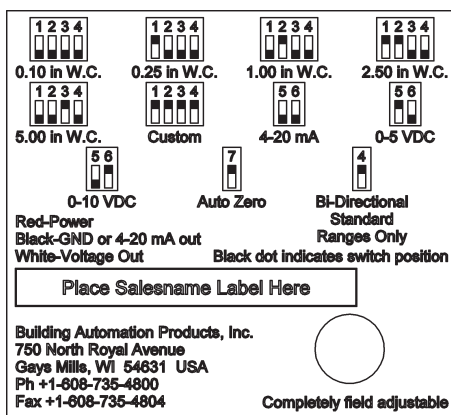 1 2 3 4 1 2 3 4 1 2 3 4 1 2 3 4
0.10 in W.C. 0.25 in W.C. 1.00 in W.C. 2.50 in W.C.
1 2 3 4 1 2 3 4 5 6 5 6
5.00 in W.C. Custom 4-20 mA 0-5 VDC
5 6 7 4
0-10 VDC Auto Zero Bi-Directional
Standard
Ranges Only
Red-Power
Black-GND or 4-20 mA out
White-Voltage Out Black dot indicates switch position
Place Salesname Label Here
Building Automation Products, Inc.
750 North Royal Avenue
Gays Mills, WI 54631 USA
Ph +1-608-735-4800
Fax +1-608-735-4804 Completely field adjustable